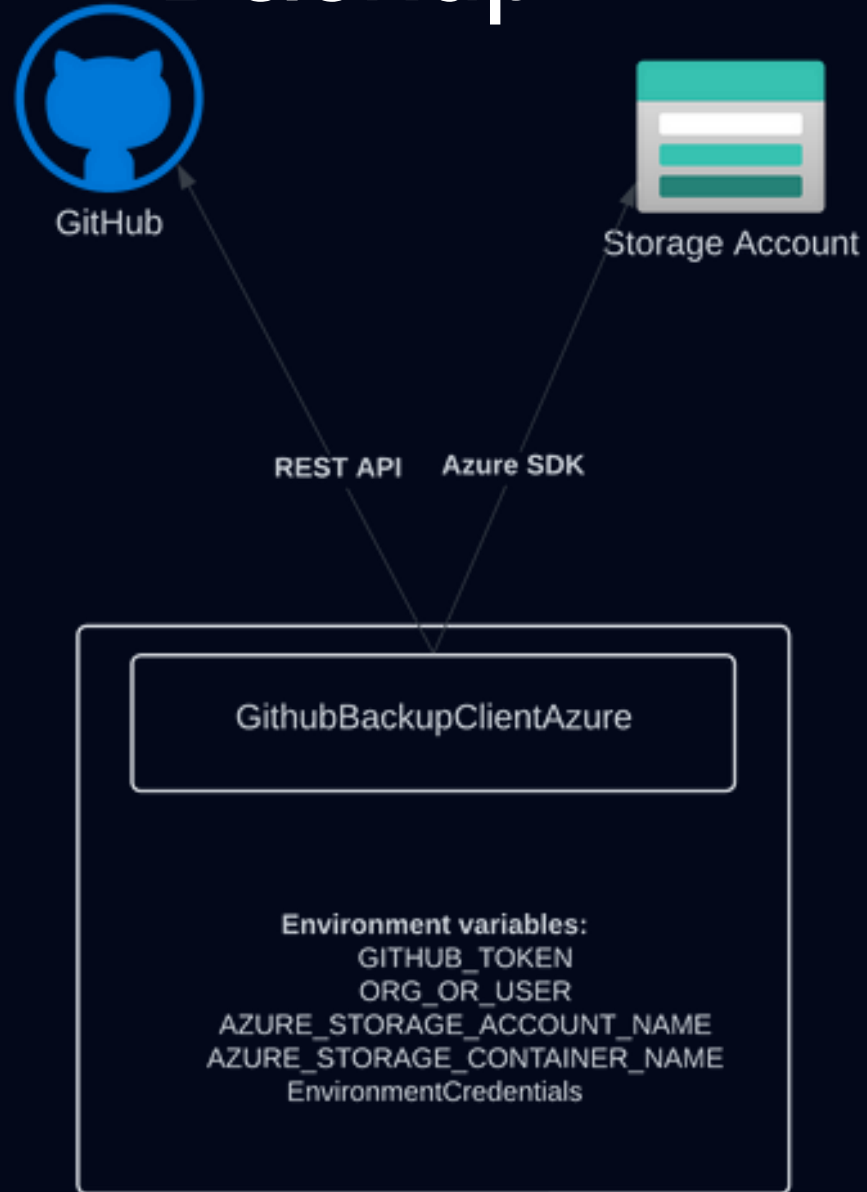 GitHub
Storage Account
REST API
Azure SDK
GithubBackupClientAzure
Environment variables:
GITHUB_TOKEN
ORG_OR_USER
AZURE_STORAGE_ACCOUNT_NAME
AZURE_STORAGE_CONTAINER_NAME
EnvironmentCredentials